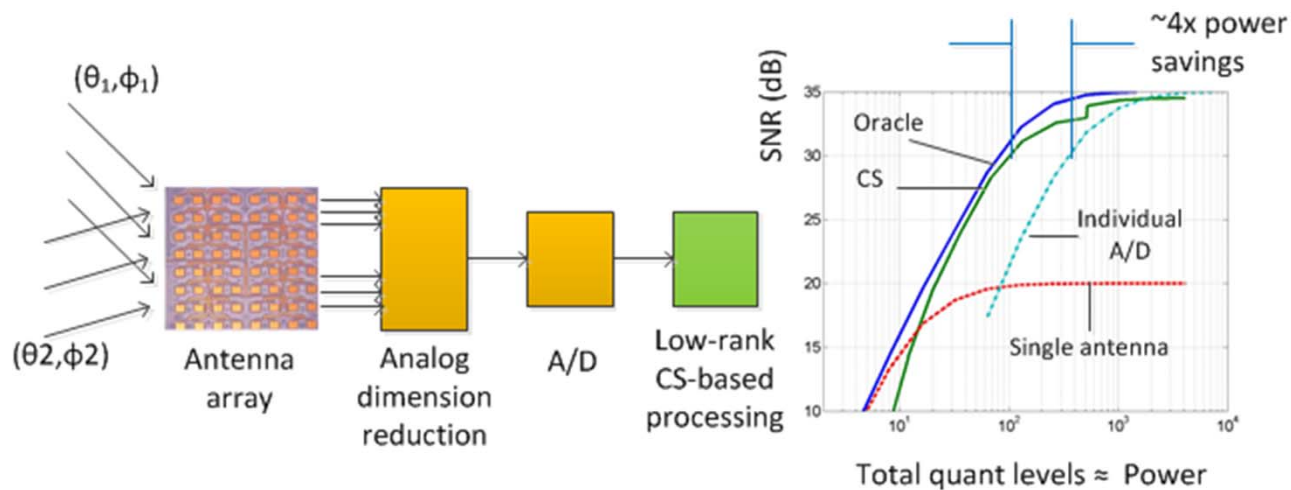 (θ₁,ϕ₁)
(θ2,ϕ2)
Antenna
array
Analog
dimension
reduction
A/D
Low-rank
CS-based
processing
~4x power
savings
SNR (dB)
35
30
25
20
15
10
Oracle
CS
Individual
A/D
Single antenna
10¹
10²
10³
10⁴
Total quant levels ≈ Power